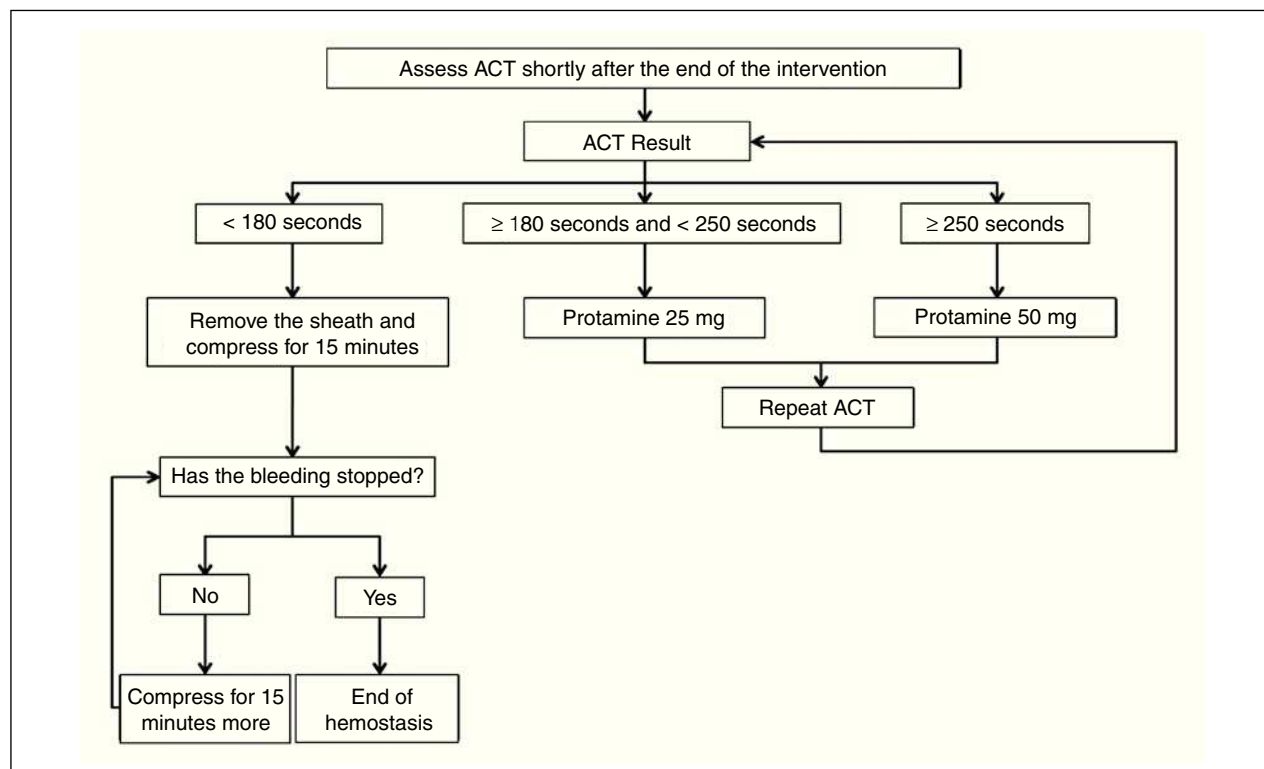 Assess ACT shortly after the end of the intervention
ACT Result
< 180 seconds
≥ 180 seconds and < 250 seconds
≥ 250 seconds
Remove the sheath and
compress for 15 minutes
Protamine 25 mg
Protamine 50 mg
Repeat ACT
Has the bleeding stopped?
No
Yes
Compress for 15
minutes more
End of
hemostasis